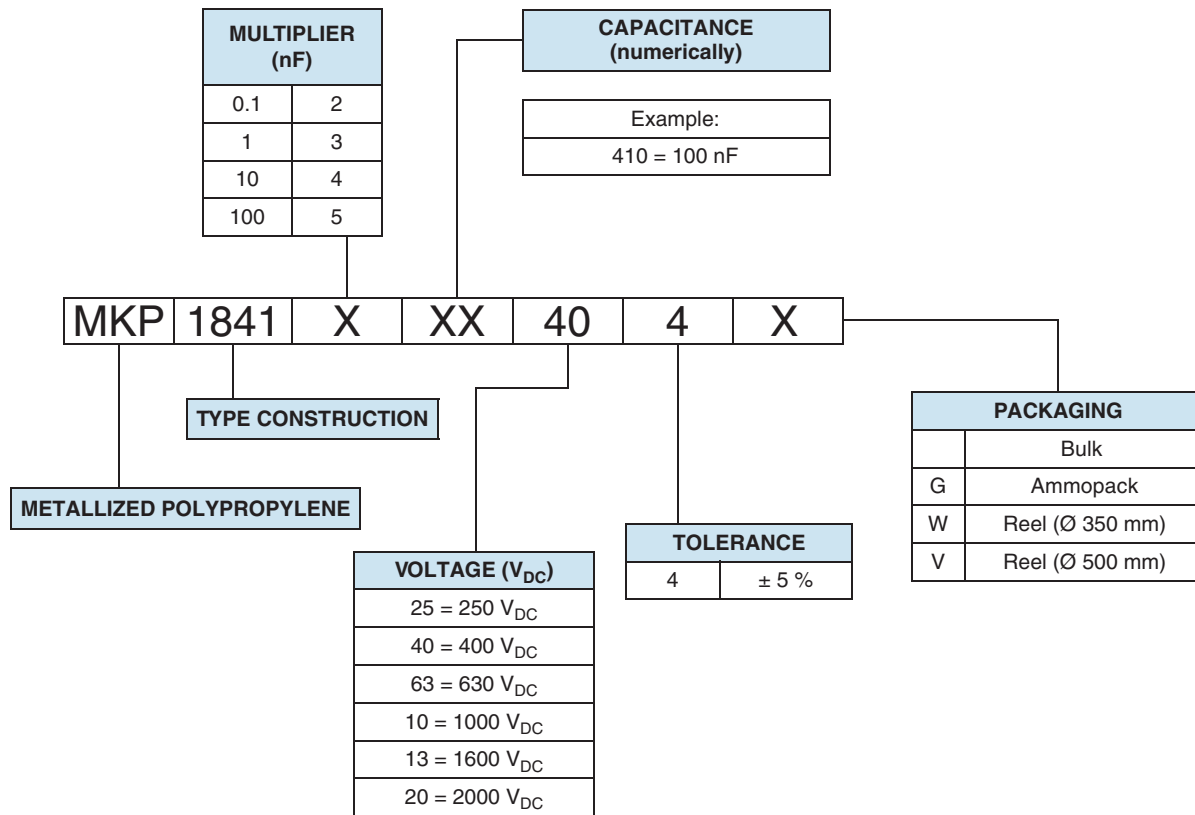 MULTIPLIER
(nF)
0.1 2
1 3
10 4
100 5
CAPACITANCE
(numerically)
Example:
410 = 100 nF
MKP 1841 X XX 40 4 X
TYPE CONSTRUCTION
METALLIZED POLYPROPYLENE
VOLTAGE (VDC)
25 = 250 VDC
40 = 400 VDC
63 = 630 VDC
10 = 1000 VDC
13 = 1600 VDC
20 = 2000 VDC
TOLERANCE
4 ± 5 %
PACKAGING
Bulk
G Ammopack
W Reel (Ø 350 mm)
V Reel (Ø 500 mm)